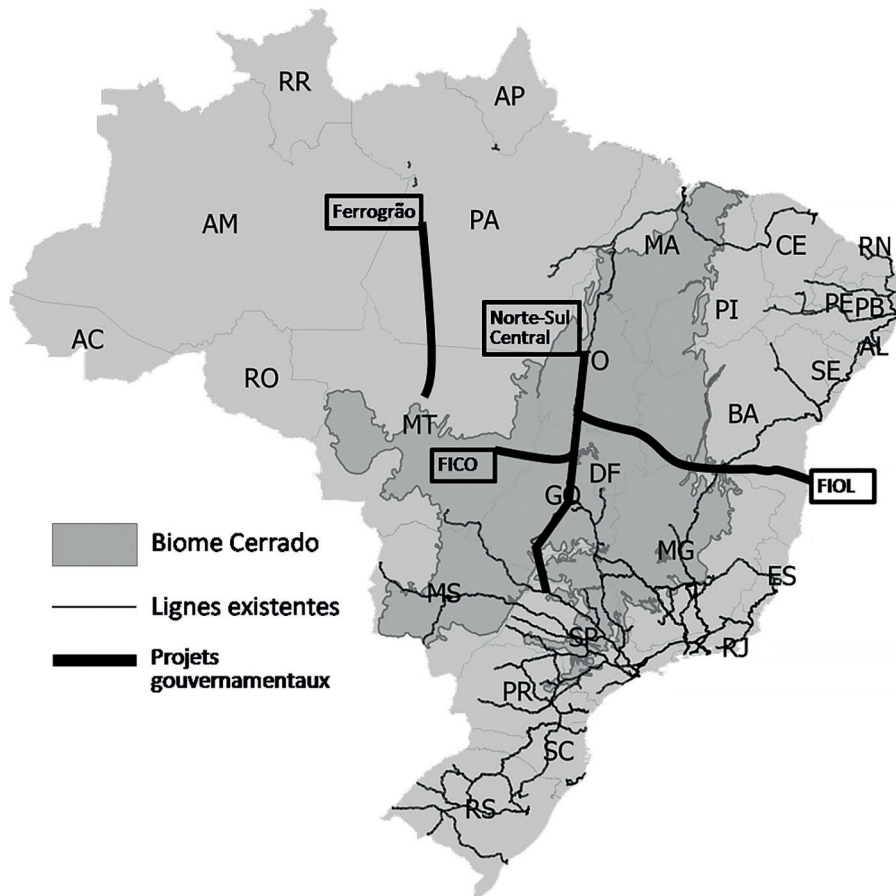 RR
AP
Ferrogrão
AM
PA
MA
CE
RN
Norte-Sul
Central
PI
PE
PB
AC
TO
AL
RO
SE
MT
BA
FICO
DF
FIOL
GO
Biome Cerrado
MG
ES
Lignes existentes
MS
SP
RJ
Projets
gouvernamentaux
PR
SC
RS